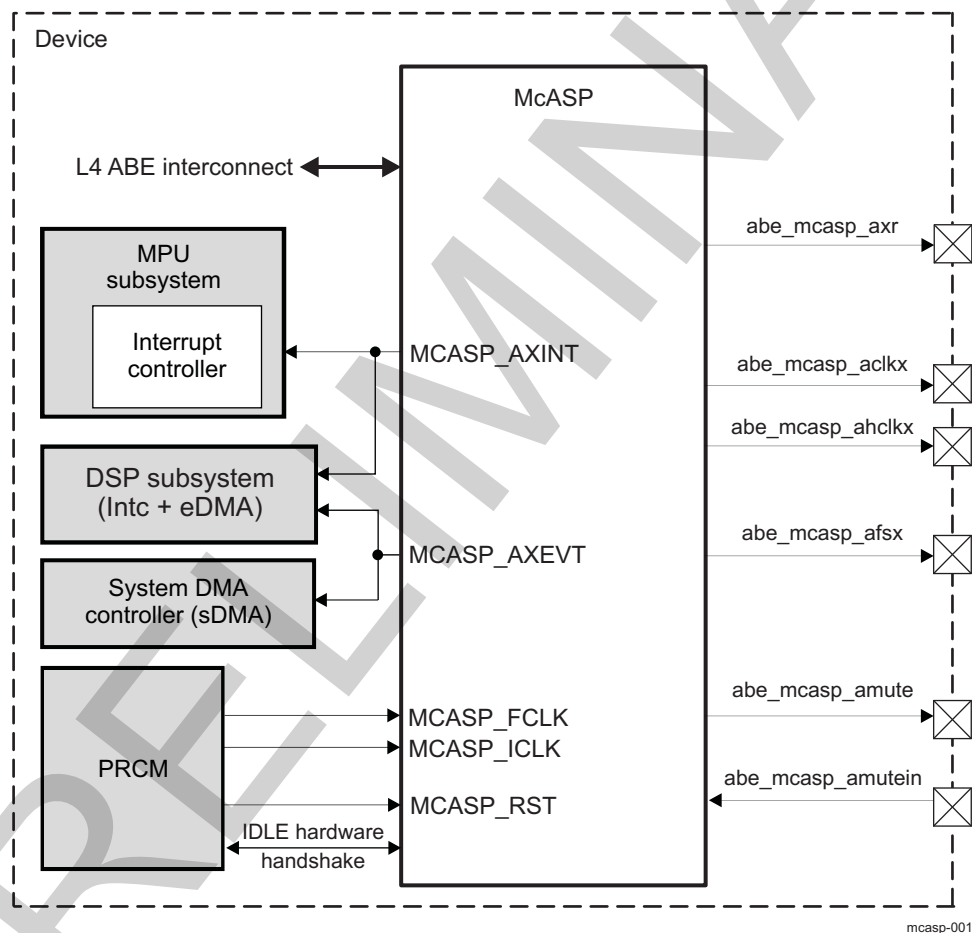 Device
McASP
L4 ABE interconnect
MPU
subsystem
Interrupt
controller
MCASP_AXINT
DSP subsystem
(Intc + eDMA)
MCASP_AXEVT
System DMA
controller (sDMA)
PRCM
MCASP_FCLK
MCASP_ICLK
MCASP_RST
IDLE hardware
handshake
abe_mcasp_axr
abe_mcasp_aclkx
abe_mcasp_ahclkx
abe_mcasp_afsx
abe_mcasp_amute
abe_mcasp_amutein
mcasp-001
RELIMINA